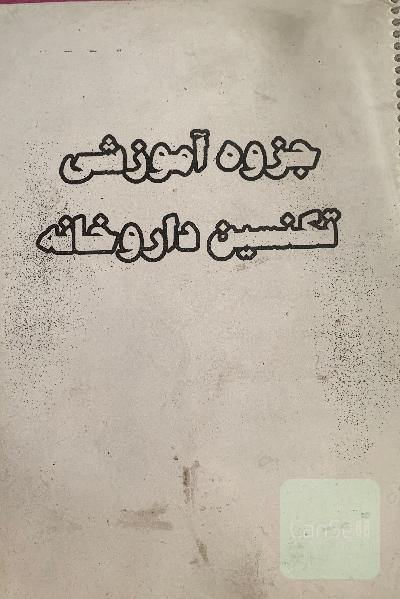 جزوه آموزشی
تکنسین داروخانه